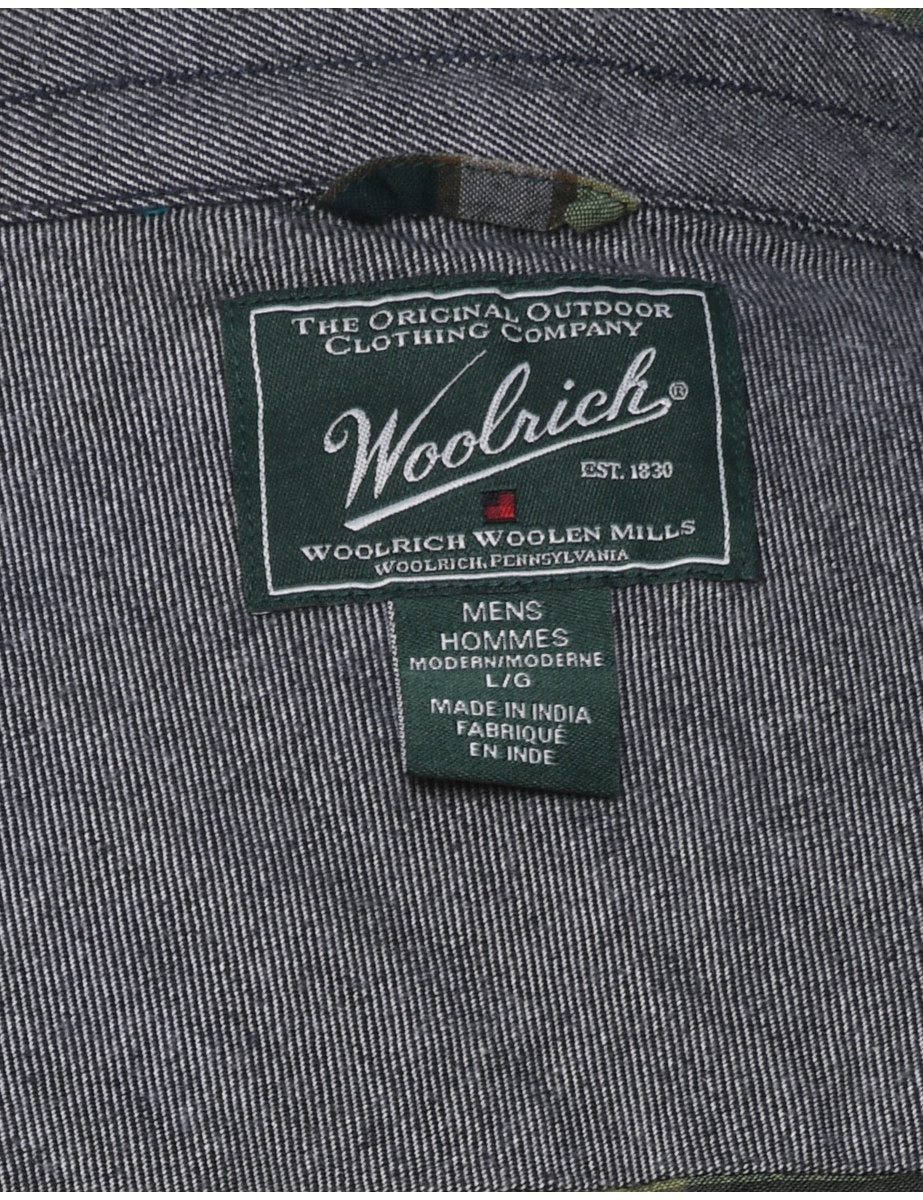 THE ORIGINAL OUTDOOR
CLOTHING COMPANY
Woolrich®
EST. 1830
WOOLRICH WOOLEN MILLS
WOOLRICH, PENNSYLVANIA
MENS
HOMMES
MODERN/MODERNE
L/G
MADE IN INDIA
FABRIQUÉ
EN INDE